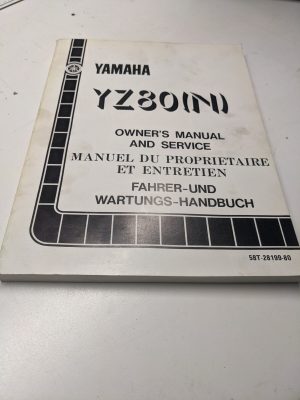 YAMAHA
YZ80(N)
OWNER'S MANUAL
AND SERVICE
MANUEL DU PROPRIETAIRE
ET ENTRETIEN
FAHRER-UND
WARTUNGS-HANDBUCH
58T-28199-80